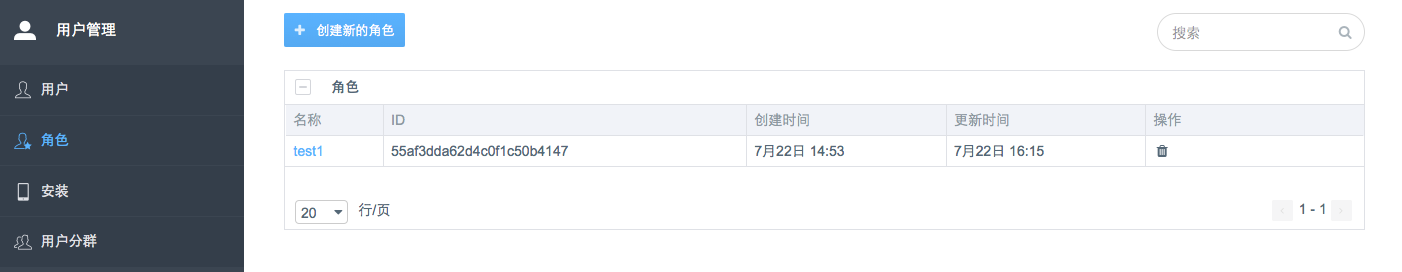 用户管理
用户
角色
安装
用户分群
创建新的角色
搜索
角色
名称 ID 创建时间 更新时间 操作
test1 55af3dda62d4c0f1c50b4147 7月22日 14:53 7月22日 16:15
20 行/页 1 - 1